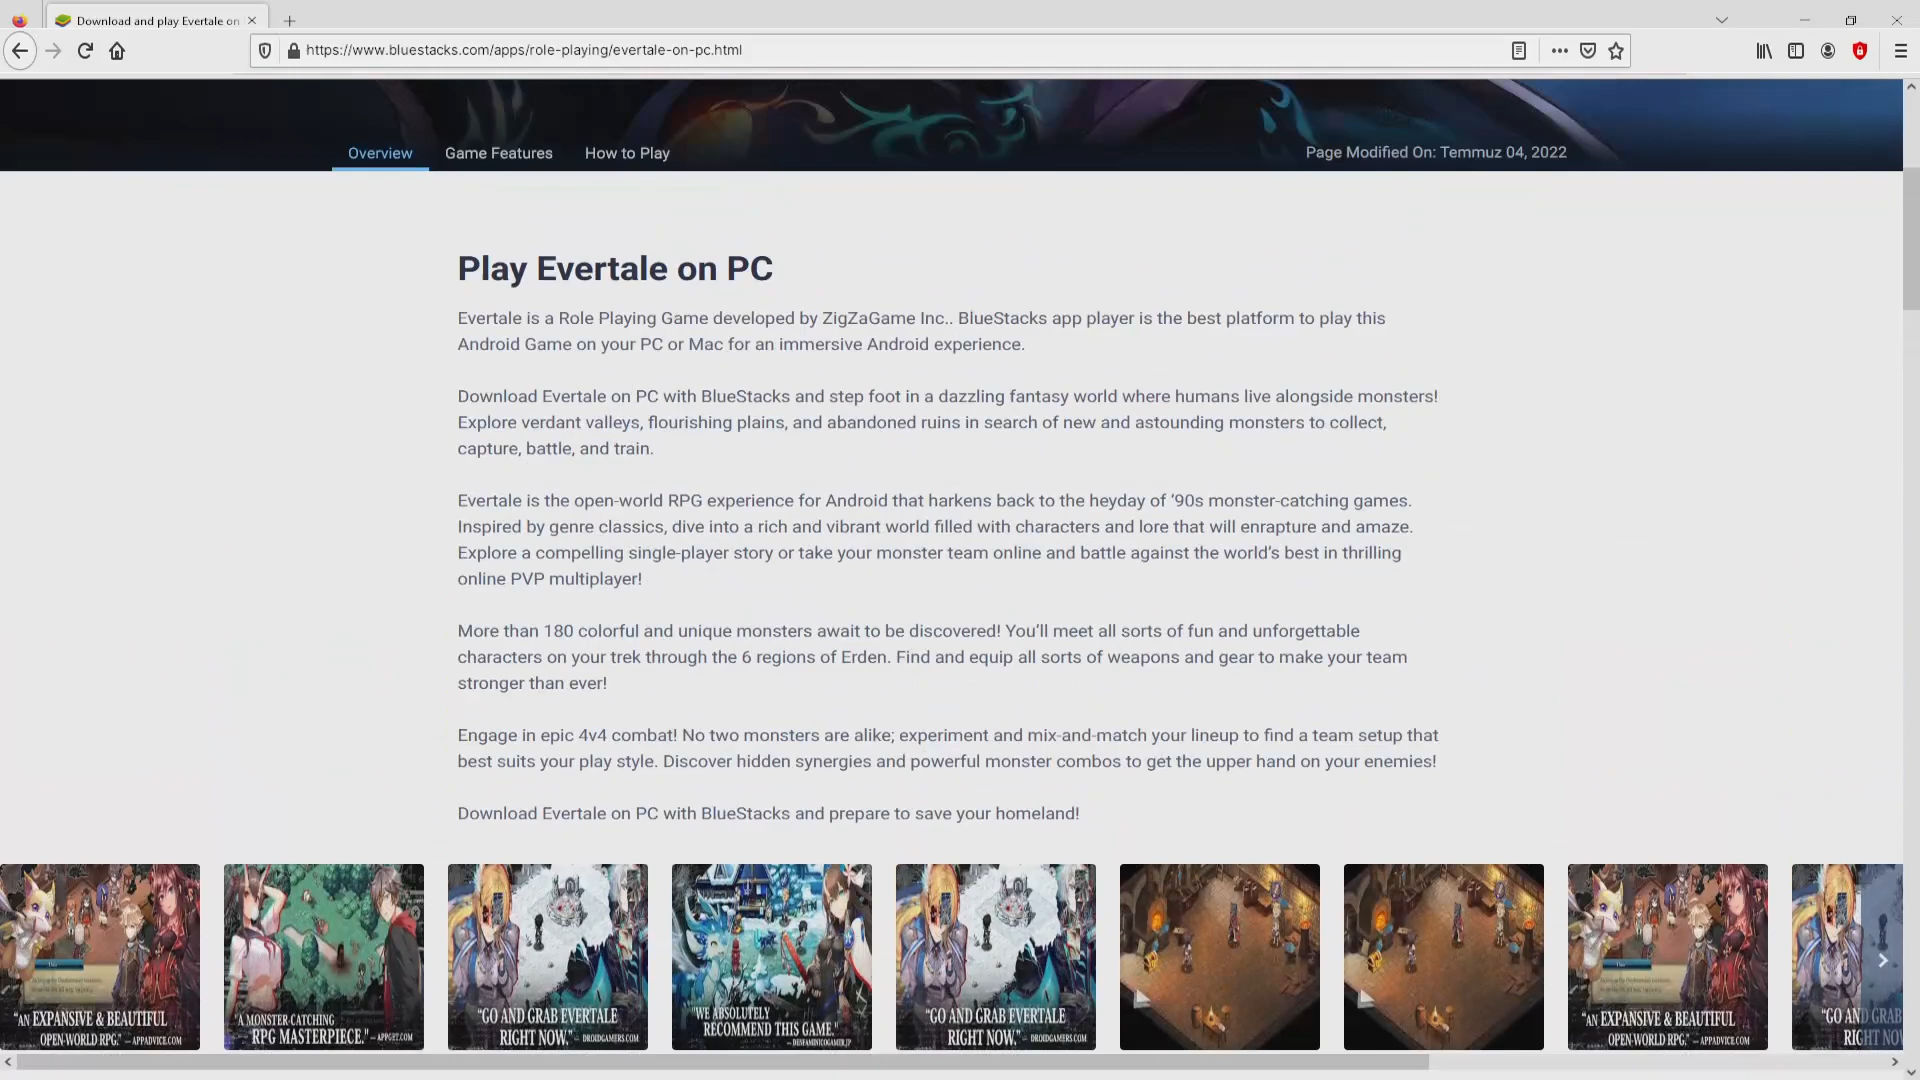 Download and play Evertale on
https://www.bluestacks.com/apps/role-playing/evertale-on-pc.html
Overview
Game Features
How to Play
Page Modified On: Temmuz 04, 2022
Play Evertale on PC
Evertale is a Role Playing Game developed by ZigZaGame Inc.. BlueStacks app player is the best platform to play this
Android Game on your PC or Mac for an immersive Android experience.
Download Evertale on PC with BlueStacks and step foot in a dazzling fantasy world where humans live alongside monsters!
Explore verdant valleys, flourishing plains, and abandoned ruins in search of new and astounding monsters to collect,
capture, battle, and train.
Evertale is the open-world RPG experience for Android that harkens back to the heyday of ’90s monster-catching games.
Inspired by genre classics, dive into a rich and vibrant world filled with characters and lore that will enrapture and amaze.
Explore a compelling single-player story or take your monster team online and battle against the world’s best in thrilling
online PVP multiplayer!
More than 180 colorful and unique monsters await to be discovered! You’ll meet all sorts of fun and unforgettable
characters on your trek through the 6 regions of Erden. Find and equip all sorts of weapons and gear to make your team
stronger than ever!
Engage in epic 4v4 combat! No two monsters are alike; experiment and mix-and-match your lineup to find a team setup that
best suits your play style. Discover hidden synergies and powerful monster combos to get the upper hand on your enemies!
Download Evertale on PC with BlueStacks and prepare to save your homeland!
"AN EXPANSIVE & BEAUTIFUL
OPEN-WORLD RPG." — APPADVICE.COM
"A MONSTER-CATCHING
RPG MASTERPIECE." — APPGET.COM
"GO AND GRAB EVERTALE
RIGHT NOW." — DROIDGAMERS.COM
"WE ABSOLUTELY
RECOMMEND THIS GAME." — DENFAMINICOGAMER.JP
"GO AND GRAB EVERTALE
RIGHT NOW." — DROIDGAMERS.COM
"AN EXPANSIVE & BEAUTIFUL
OPEN-WORLD RPG." — APPADVICE.COM
"GO AND GRAB
RIGHT NOW